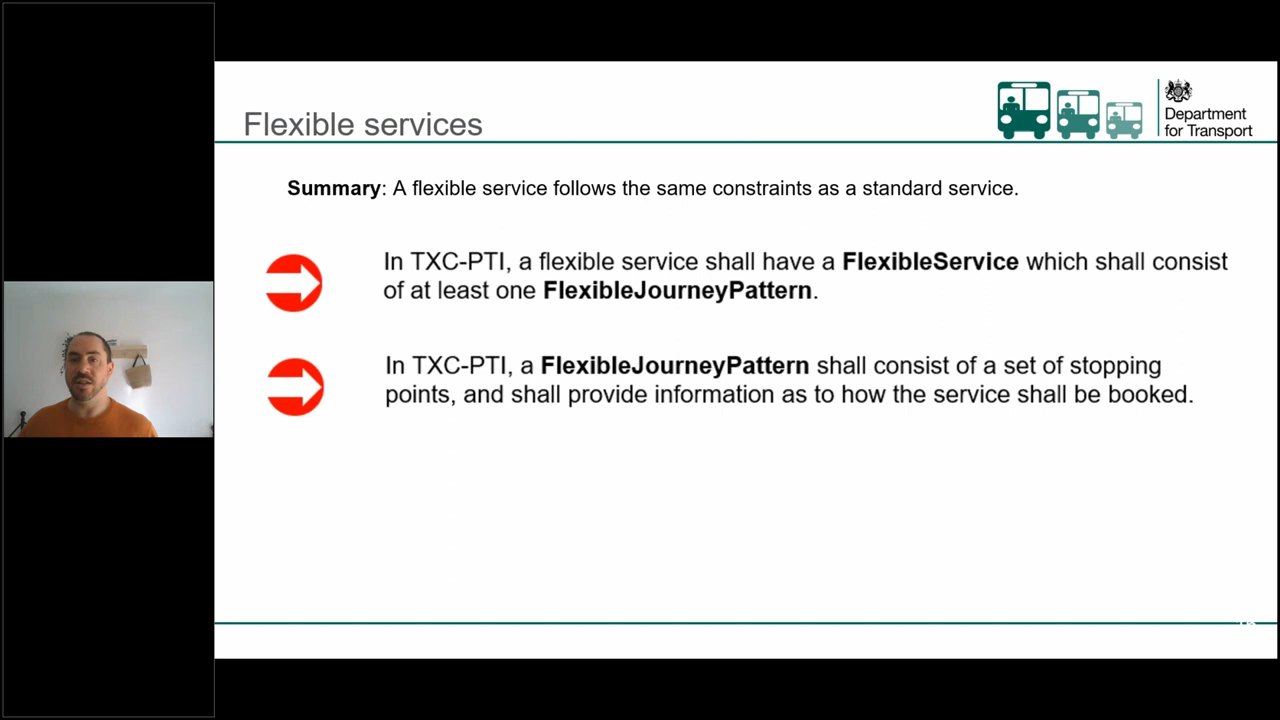 Flexible services
Department
for Transport
Summary: A flexible service follows the same constraints as a standard service.
In TXC-PTI, a flexible service shall have a FlexibleService which shall consist
of at least one FlexibleJourneyPattern.
In TXC-PTI, a FlexibleJourneyPattern shall consist of a set of stopping
points, and shall provide information as to how the service shall be booked.